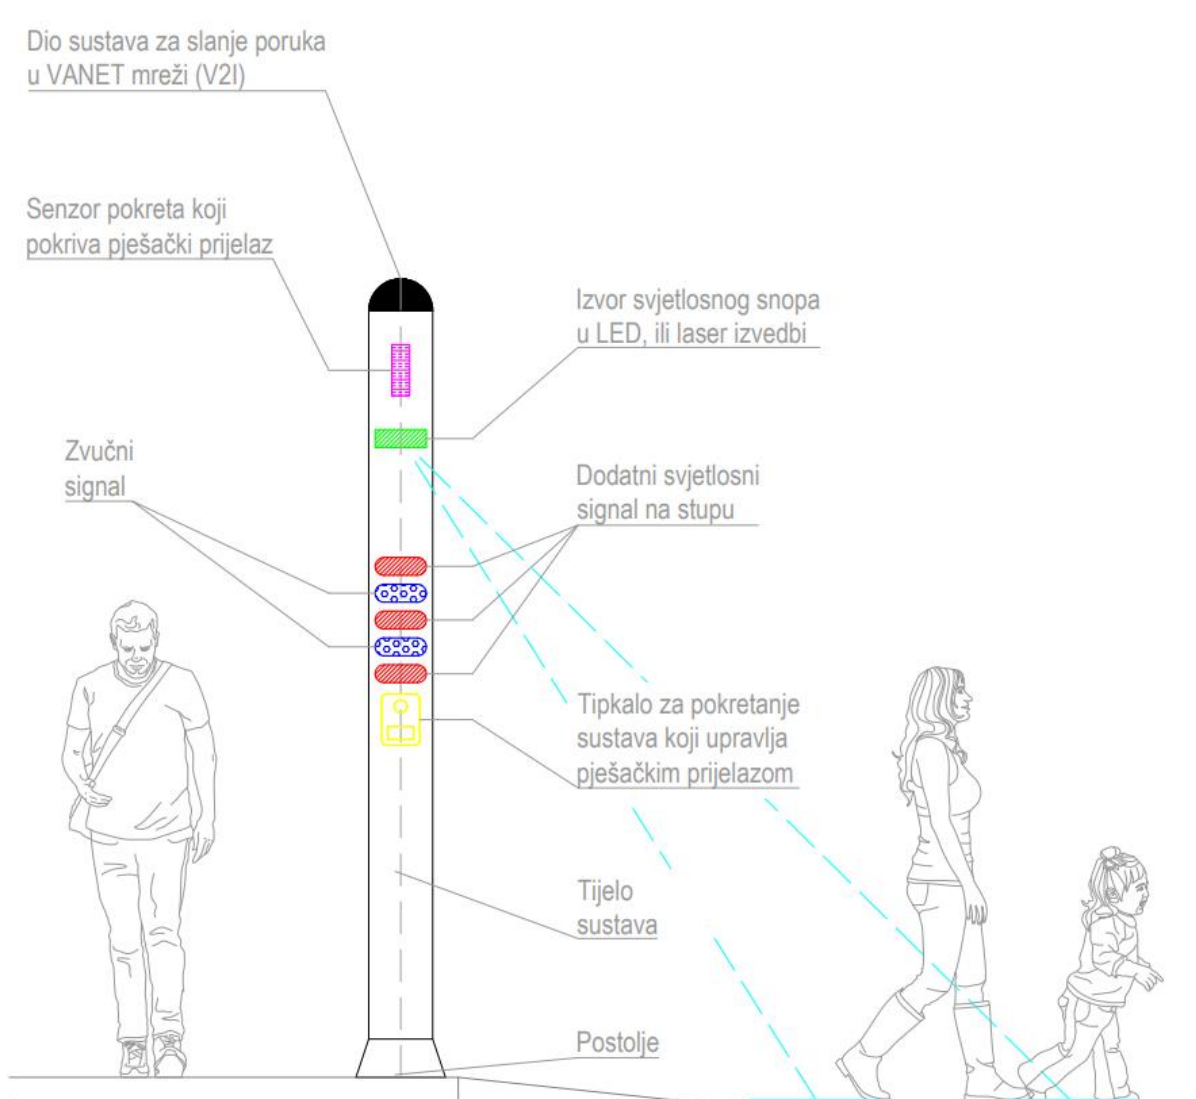 Dio sustava za slanje poruka
u VANET mreži (V2I)
Senzor pokreta koji
pokriva pješački prijelaz
Izvor svjetlosnog snopa
u LED, ili laser izvedbi
Zvučni
signal
Dodatni svjetlosni
signal na stupu
Tipkalo za pokretanje
sustava koji upravlja
pješačkim prijelazom
Tijelo
sustava
Postolje